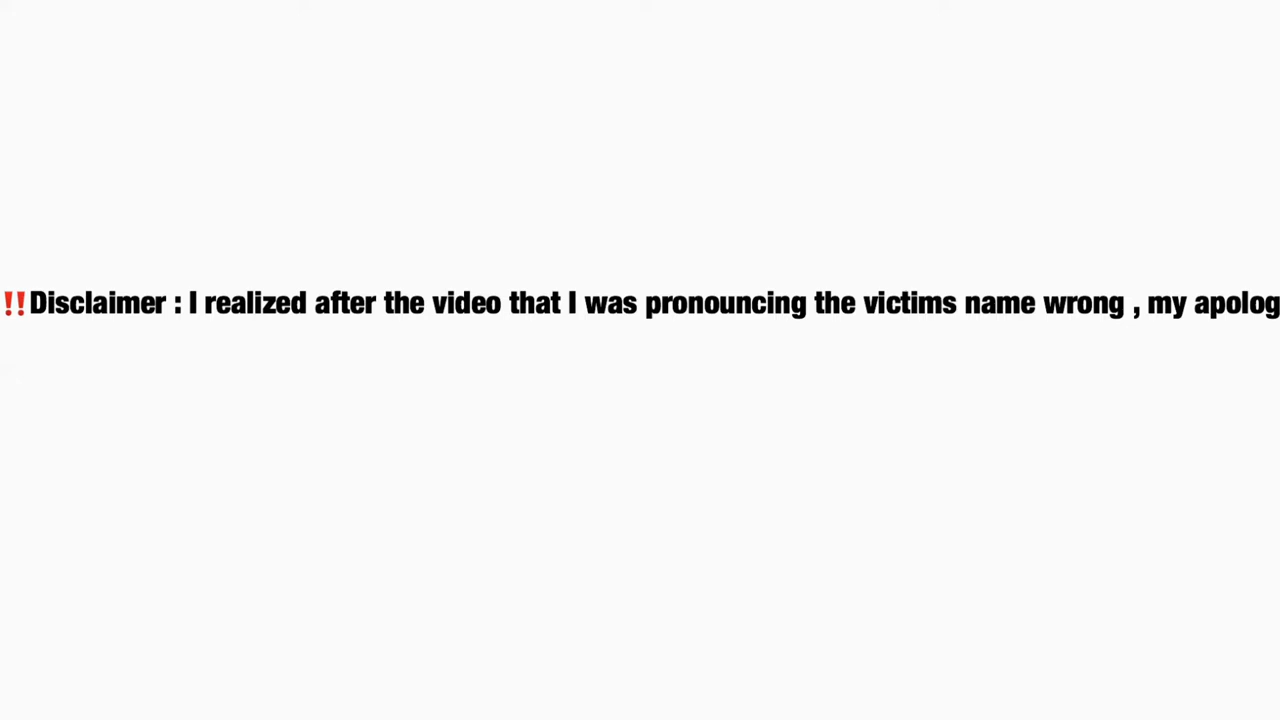 ‼️Disclaimer : I realized after the video that I was pronouncing the victims name wrong , my apolog